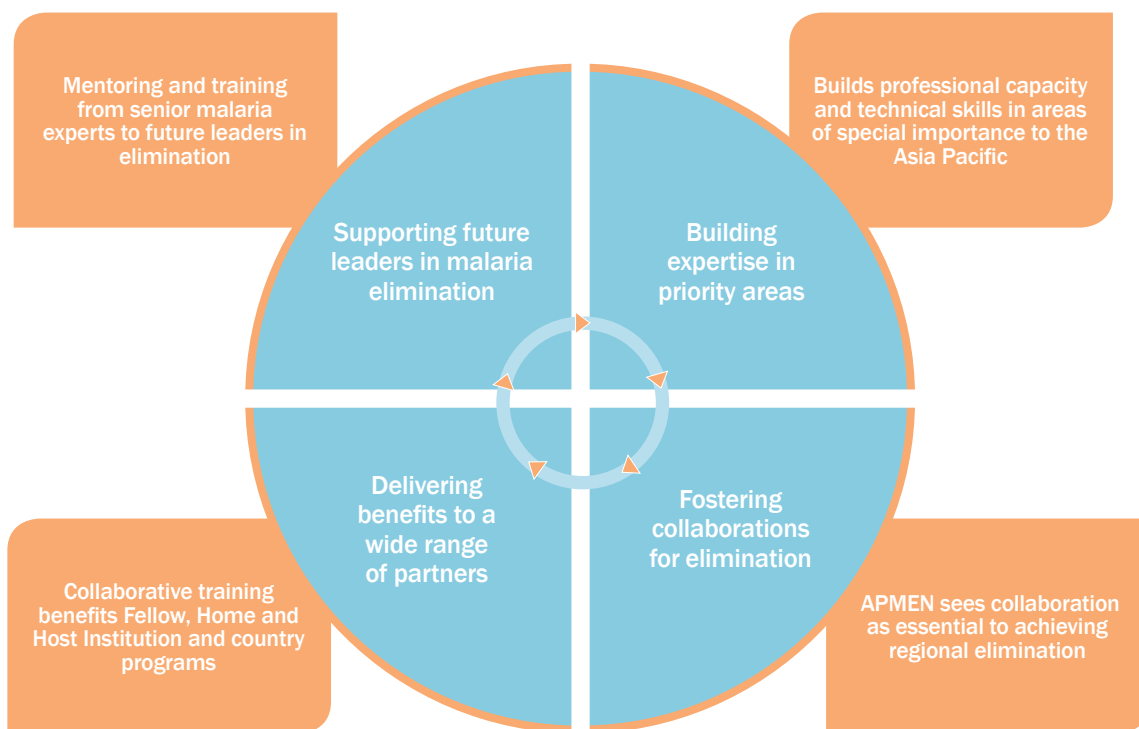 Mentoring and training
from senior malaria
experts to future leaders in
elimination
Builds professional capacity
and technical skills in areas
of special importance to the
Asia Pacific
Supporting future
leaders in malaria
elimination
Building
expertise in
priority areas
Delivering
benefits to a
wide range
of partners
Fostering
collaborations
for elimination
Collaborative training
benefits Fellow, Home and
Host Institution and country
programs
APMEN sees collaboration
as essential to achieving
regional elimination